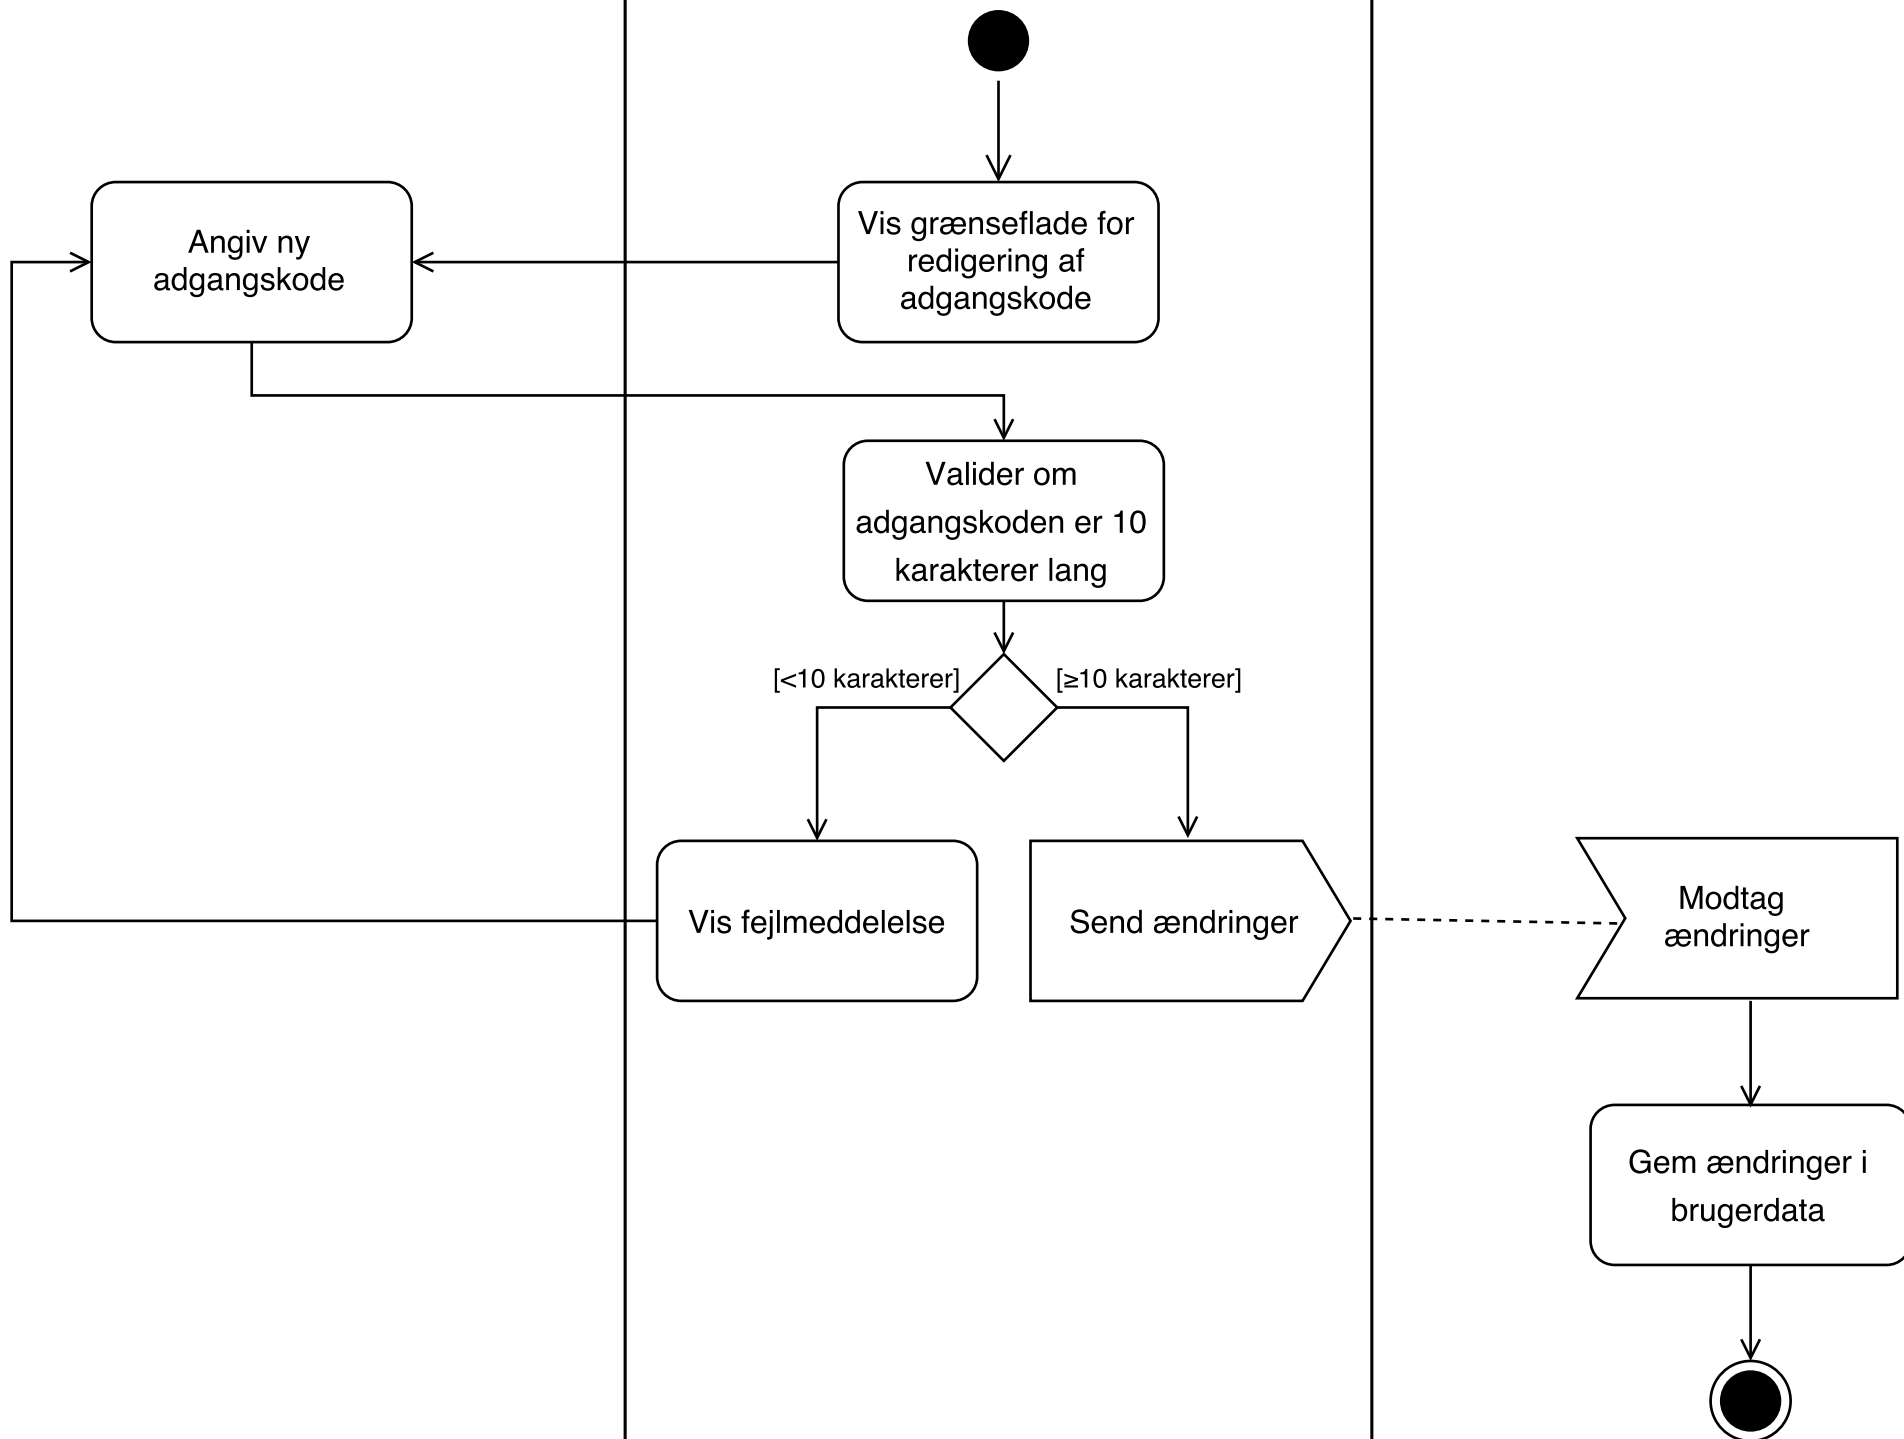 Angiv ny
adgangskode
Vis grænseflade for
redigering af
adgangskode
Valider om
adgangskoden er 10
karakterer lang
[<10 karakterer]
[≥10 karakterer]
Vis fejlmeddelelse
Send ændringer
Modtag
ændringer
Gem ændringer i
brugerdata